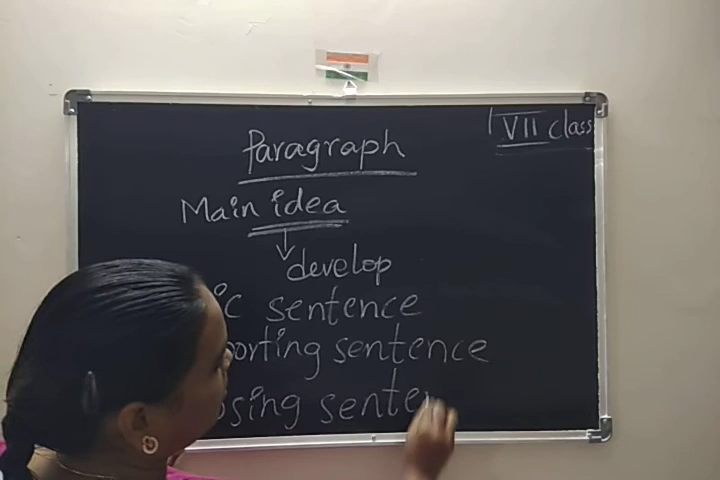 VII class
Paragraph
Main idea
develop
sentence
sentence